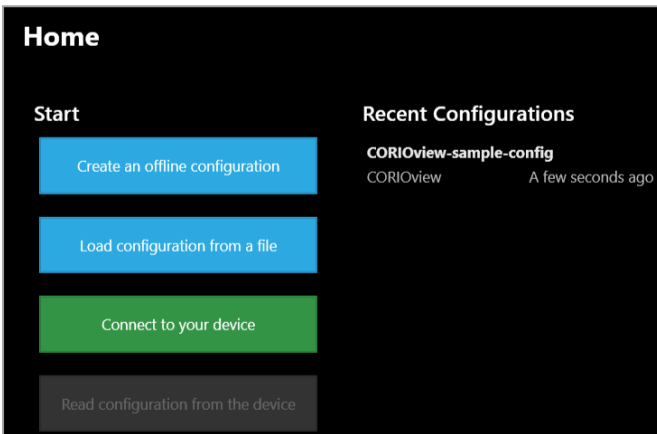 Home
Start
Create an offline configuration
Load configuration from a file
Connect to your device
Read configuration from the device
Recent Configurations
CORIOview-sample-config
CORIOview A few seconds ago